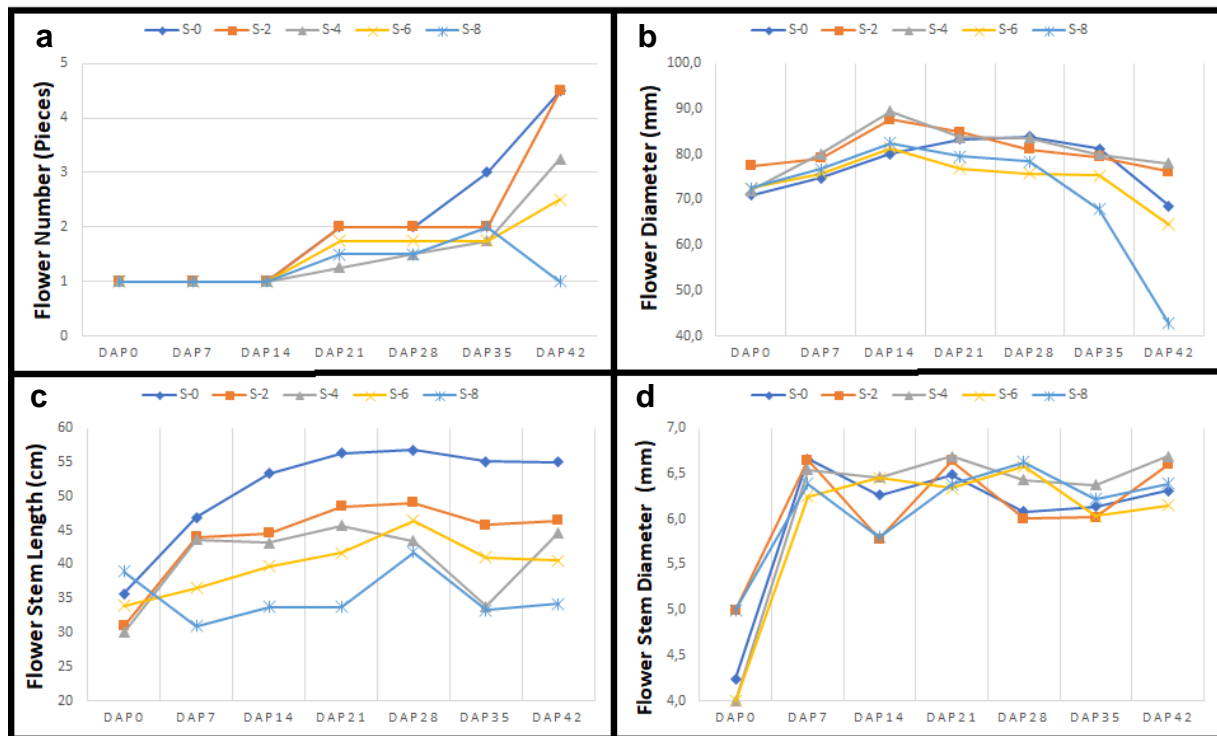 a
S-0 S-2 S-4 S-6 S-8
Flower Number (Pieces)
5
4
3
2
1
0
DAP0 DAP7 DAP14 DAP21 DAP28 DAP35 DAP42
b
S-0 S-2 S-4 S-6 S-8
Flower Diameter (mm)
100,0
90,0
80,0
70,0
60,0
50,0
40,0
DAP0 DAP7 DAP14 DAP21 DAP28 DAP35 DAP42
c
S-0 S-2 S-4 S-6 S-8
Flower Stem Length (cm)
60
55
50
45
40
35
30
25
20
DAP0 DAP7 DAP14 DAP21 DAP28 DAP35 DAP42
d
S-0 S-2 S-4 S-6 S-8
Flower Stem Diameter (mm)
7,0
6,5
6,0
5,5
5,0
4,5
4,0
DAP0 DAP7 DAP14 DAP21 DAP28 DAP35 DAP42